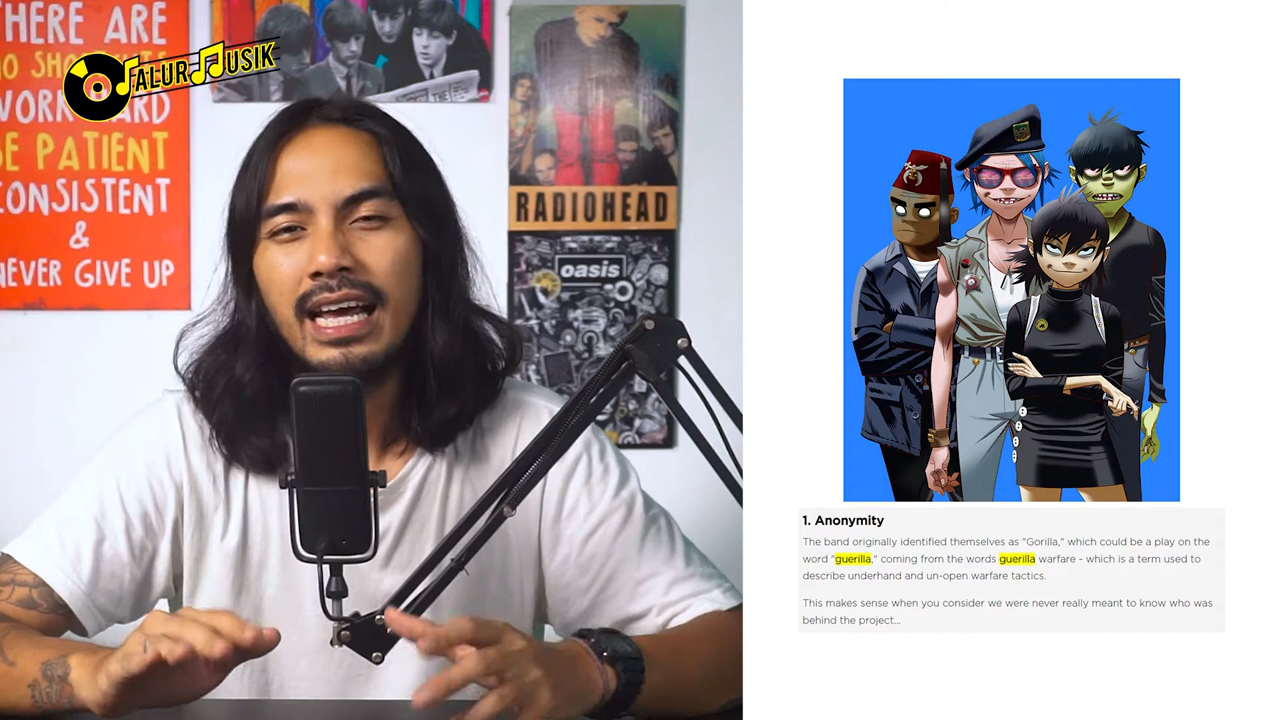 THERE ARE
WORK HARD
BE PATIENT
CONSISTENT
&
NEVER GIVE UP
JALUR MUSIK
RADIOHEAD
oasis
1. Anonymity
The band originally identified themselves as "Gorilla," which could be a play on the
word "guerilla," coming from the words guerilla warfare - which is a term used to
describe underhand and un-open warfare tactics.
This makes sense when you consider we were never really meant to know who was
behind the project...